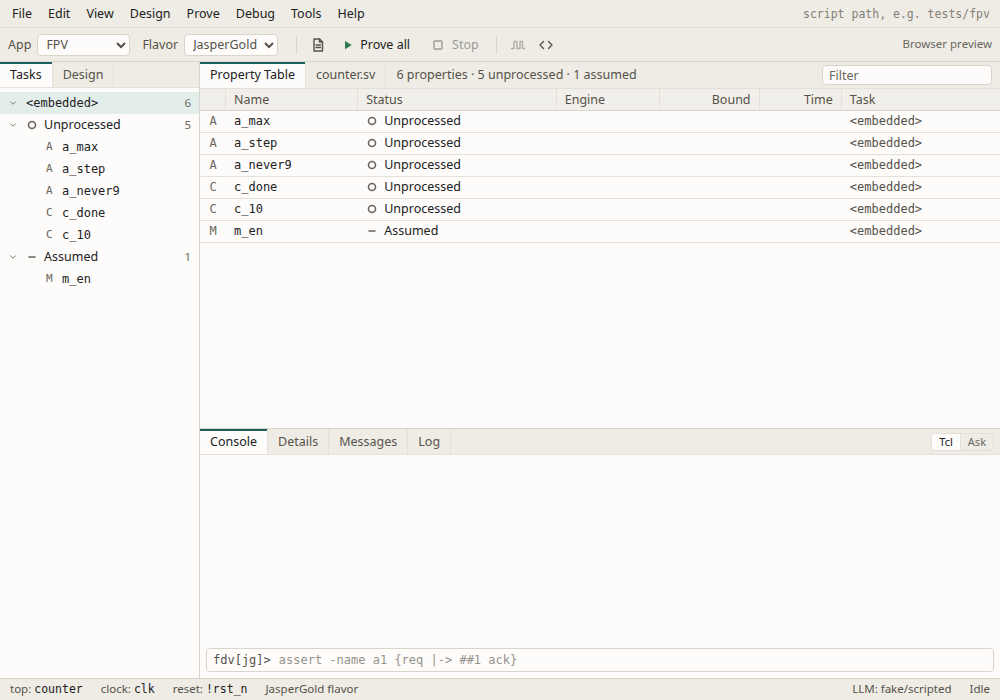 File Edit View Design Prove Debug Tools Help script path, e.g. tests/fpv
App FPV Flavor JasperGold Prove all Stop Browser preview
Tasks Design
<embedded> 6
Unprocessed 5
A a_max
A a_step
A a_never9
C c_done
C c_10
Assumed 1
M m_en
Property Table counter.sv 6 properties · 5 unprocessed · 1 assumed Filter
Name Status Engine Bound Time Task
A a_max Unprocessed <embedded>
A a_step Unprocessed <embedded>
A a_never9 Unprocessed <embedded>
C c_done Unprocessed <embedded>
C c_10 Unprocessed <embedded>
M m_en Assumed <embedded>
Console Details Messages Log Tcl Ask
fdv[jg]> assert -name a1 {req |-> ##1 ack}
top: counter clock: clk reset: !rst_n JasperGold flavor LLM: fake/scripted Idle